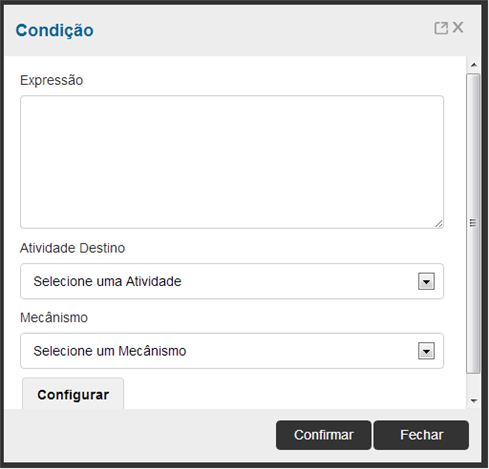 Condição
Expressão
Atividade Destino
Selecione uma Atividade
Mecânismo
Selecione um Mecânismo
Configurar
Confirmar Fechar